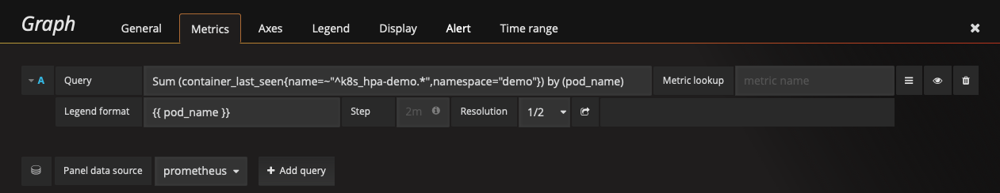 Graph General Metrics Axes Legend Display Alert Time range ×
A Query Sum (container_last_seen{name=~"^k8s_hpa-demo.*",namespace="demo"}) by (pod_name) Metric lookup metric name
Legend format {{ pod_name }} Step 2m Resolution 1/2
Panel data source prometheus + Add query